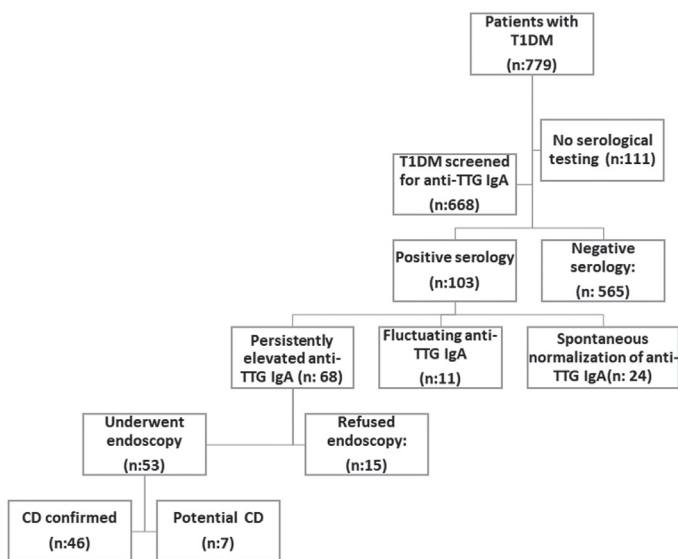 Patients with
T1DM
(n:779)
No serological
testing (n:111)
T1DM screened
for anti-TTG IgA
(n:668)
Positive serology
(n:103)
Negative
serology:
(n: 565)
Persistently
elevated anti-
TTG IgA (n: 68)
Fluctuating anti-
TTG IgA
(n:11)
Spontaneous
normalization of anti-
TTG IgA(n: 24)
Underwent
endoscopy
(n:53)
Refused
endoscopy:
(n:15)
CD confirmed
(n:46)
Potential CD
(n:7)